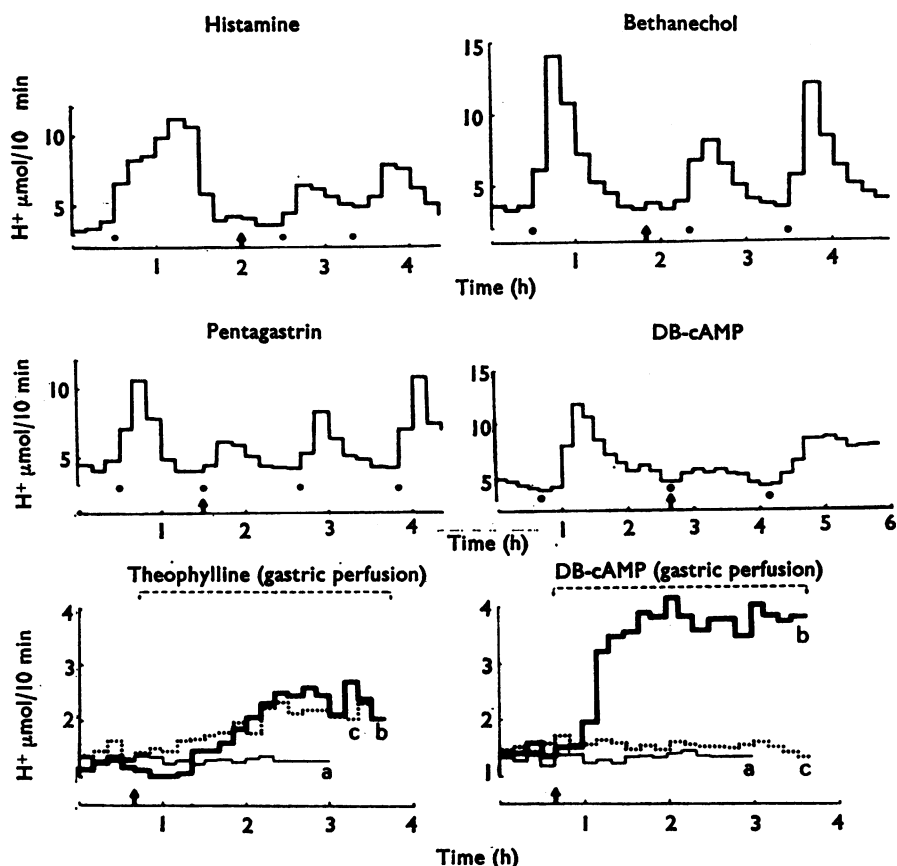 Histamine
Bethanechol
H+ μmol/10 min
10
5
1 2 3 4
15
10
5
1 2 3 4
Time (h)
Pentagastrin
DB-cAMP
H+ μmol/10 min
10
5
1 2 3 4
15
10
5
1 2 3 4 5 6
Time (h)
Theophylline (gastric perfusion)
DB-cAMP (gastric perfusion)
H+ μmol/10 min
4
3
2
1
c b
a
1 2 3 4
4
3
2
1
b
a
c
1 2 3 4
Time (h)